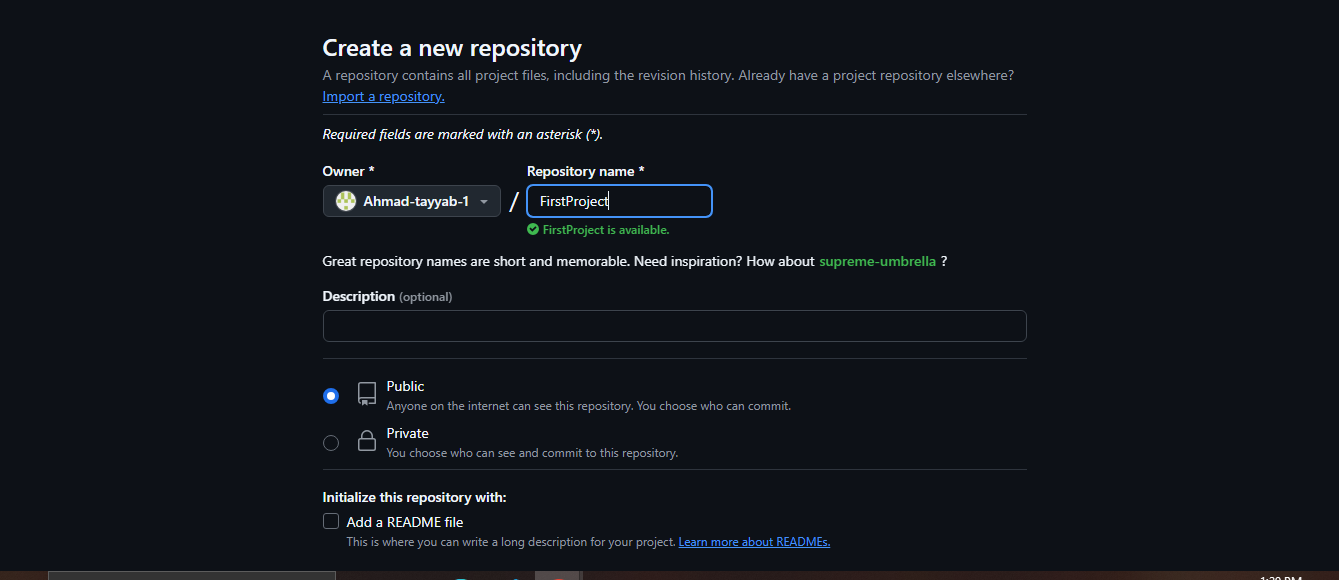 Create a new repository
A repository contains all project files, including the revision history. Already have a project repository elsewhere?
Import a repository.
Required fields are marked with an asterisk (*).
Owner * Repository name *
Ahmad-tayyab-1 / FirstProject
FirstProject is available.
Great repository names are short and memorable. Need inspiration? How about supreme-umbrella ?
Description (optional)
Public
Anyone on the internet can see this repository. You choose who can commit.
Private
You choose who can see and commit to this repository.
Initialize this repository with:
Add a README file
This is where you can write a long description for your project. Learn more about READMEs.